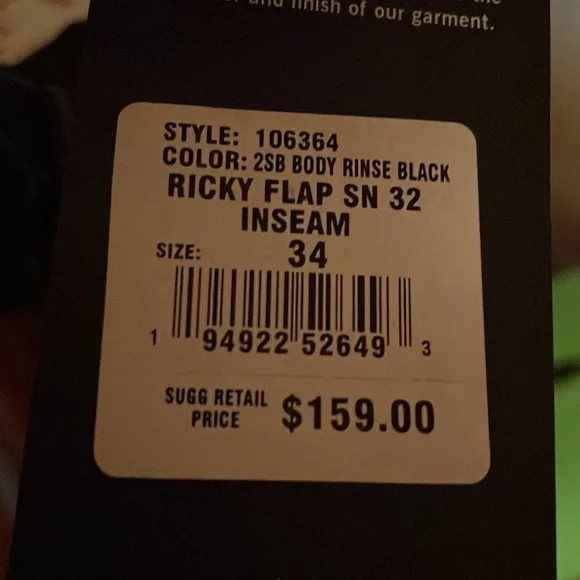 and finish of our garment.
STYLE: 106364
COLOR: 2SB BODY RINSE BLACK
RICKY FLAP SN 32
INSEAM
SIZE: 34
1 94922 52649 3
SUGG RETAIL
PRICE $159.00